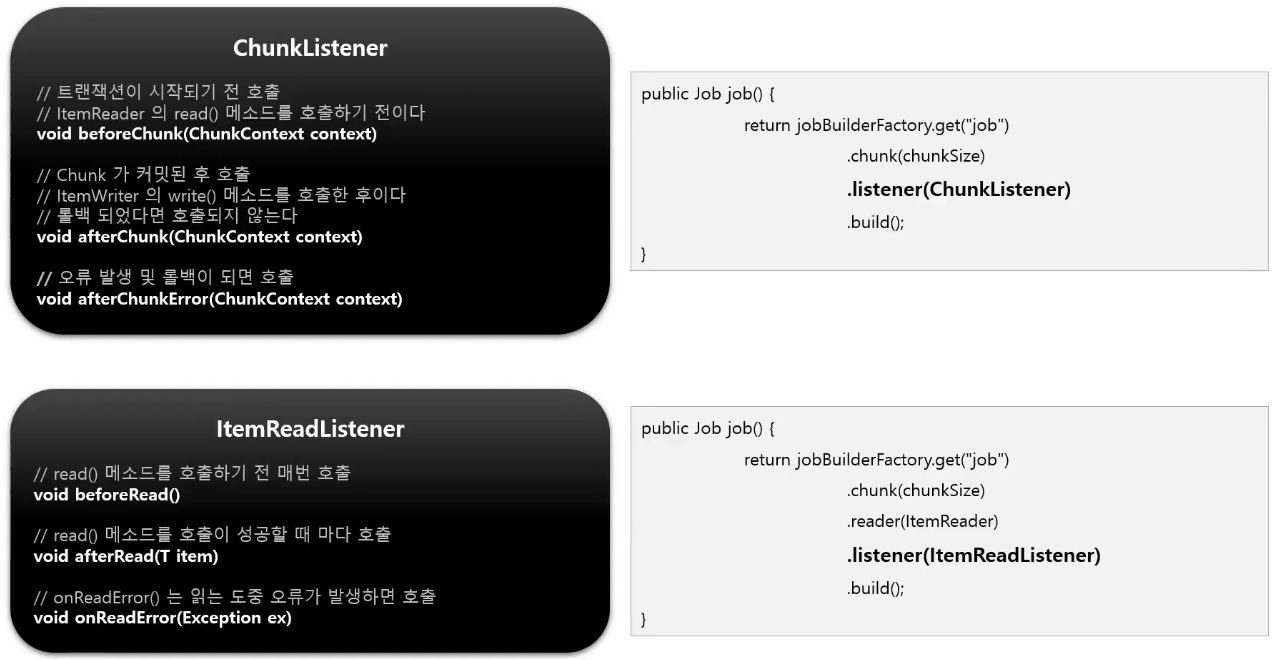 ChunkListener
// 트랜잭션이 시작되기 전 호출
// ItemReader 의 read() 메소드를 호출하기 전이다
void beforeChunk(ChunkContext context)
// Chunk 가 커밋된 후 호출
// ItemWriter 의 write() 메소드를 호출한 후이다
// 롤백 되었다면 호출되지 않는다
void afterChunk(ChunkContext context)
// 오류 발생 및 롤백이 되면 호출
void afterChunkError(ChunkContext context)
public Job job() {
return jobBuilderFactory.get("job")
.chunk(chunkSize)
.listener(ChunkListener)
.build();
}
ItemReadListener
// read() 메소드를 호출하기 전 매번 호출
void beforeRead()
// read() 메소드를 호출이 성공할 때 마다 호출
void afterRead(T item)
// onReadError() 는 읽는 도중 오류가 발생하면 호출
void onReadError(Exception ex)
public Job job() {
return jobBuilderFactory.get("job")
.chunk(chunkSize)
.reader(ItemReader)
.listener(ItemReadListener)
.build();
}